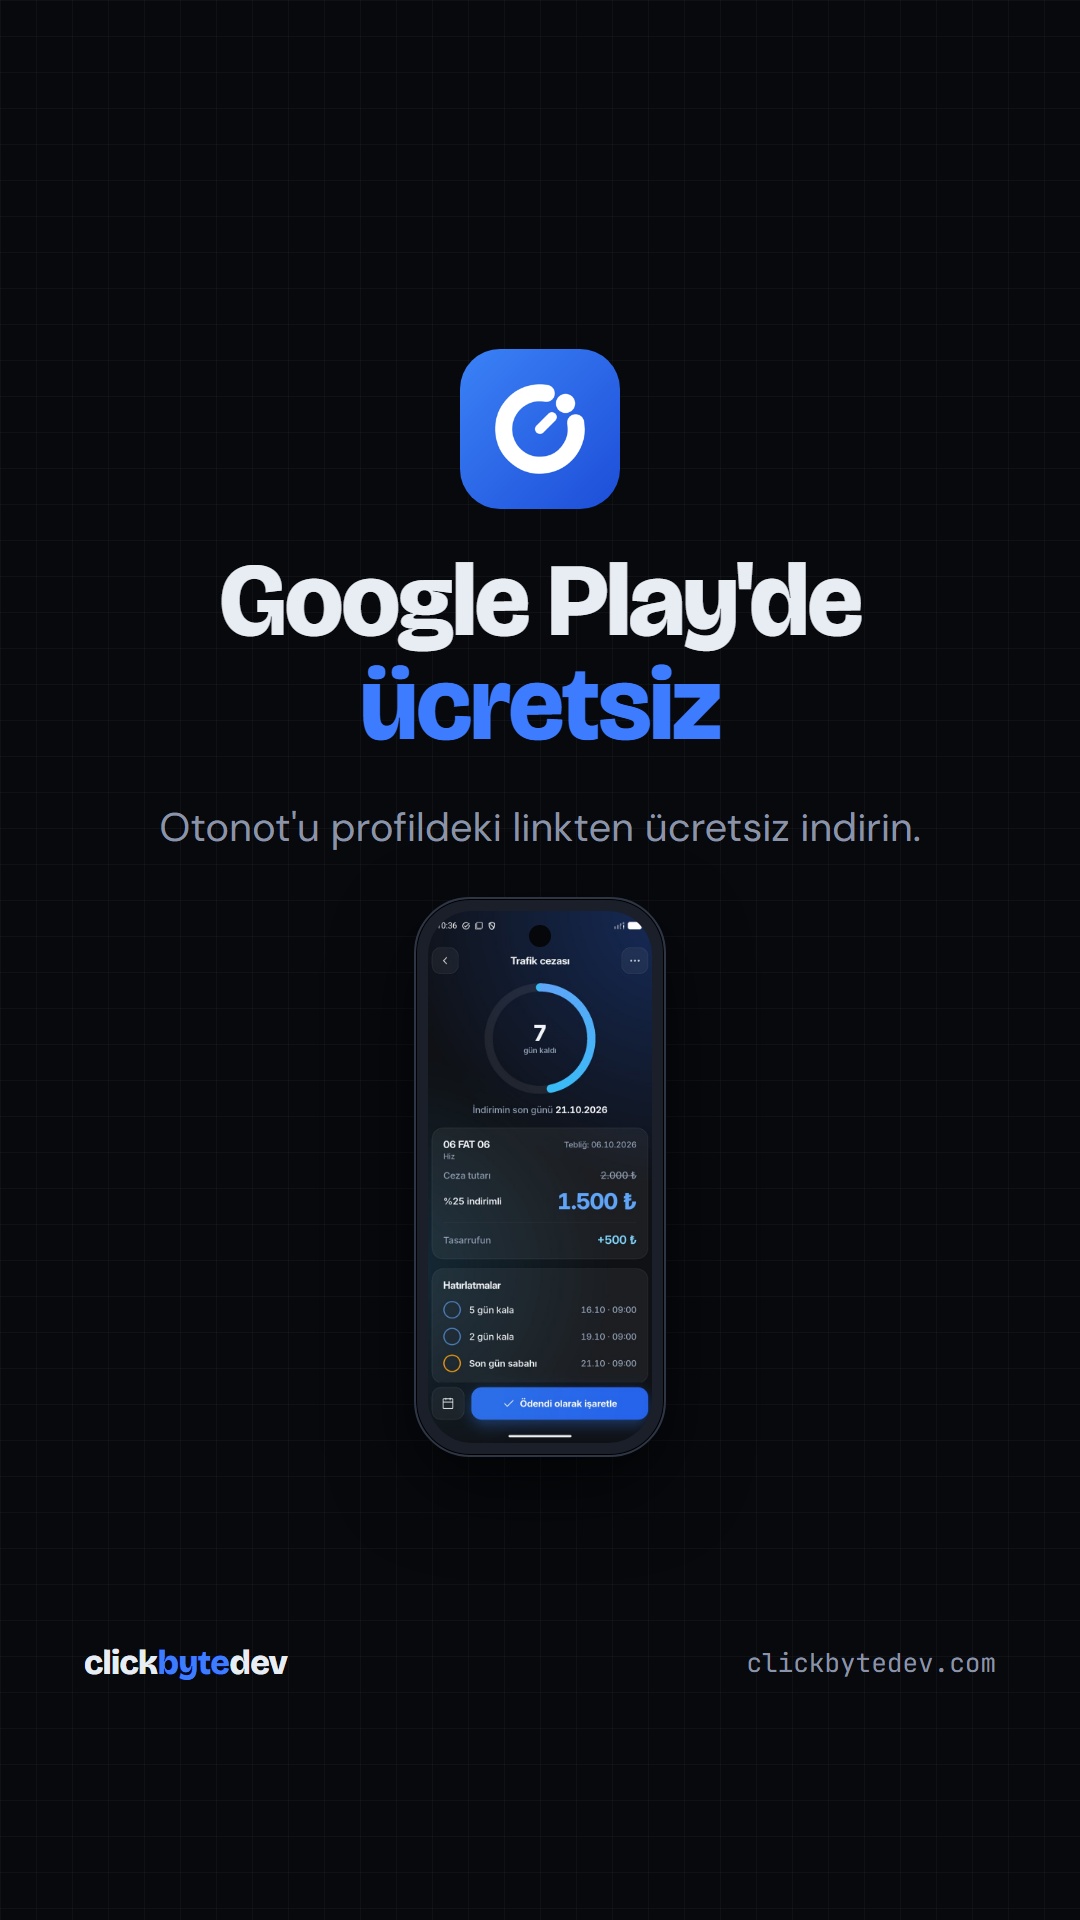 Google Play'de
ücretsiz
Otonot'u profildeki linkten ücretsiz indirin.
0:36
Trafik cezası
7
gün kaldı
İndirimin son günü 21.10.2026
06 FAT 06
Tebliğ: 06.10.2026
Hız
Ceza tutarı
2.000 ₺
%25 indirimli
1.500 ₺
Tasarrufun
+500 ₺
Hatırlatmalar
5 gün kala
16.10 · 09:00
2 gün kala
19.10 · 09:00
Son gün sabahı
21.10 · 09:00
Ödendi olarak işaretle
clickbytedev
clickbytedev.com